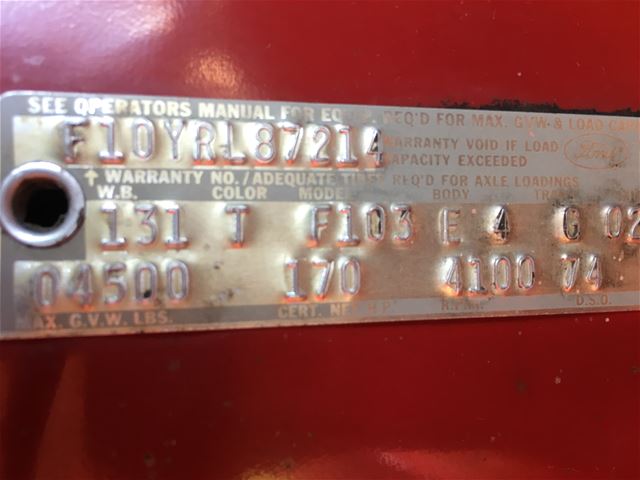 SEE OPERATORS MANUAL FOR EQUIP. REQ'D FOR MAX. GVW & LOAD
F10YRL87214 WARRANTY VOID IF LOAD Ford
CAPACITY EXCEEDED
↑ WARRANTY NO./ADEQUATE TIRES REQ'D FOR AXLE LOADINGS
W.B. COLOR MODEL BODY
131 T F103 E 4 G 02
04500 170 4100 74
MAX. G.V.W. LBS. CERT. NET H.P. R.P.M. D.S.O.